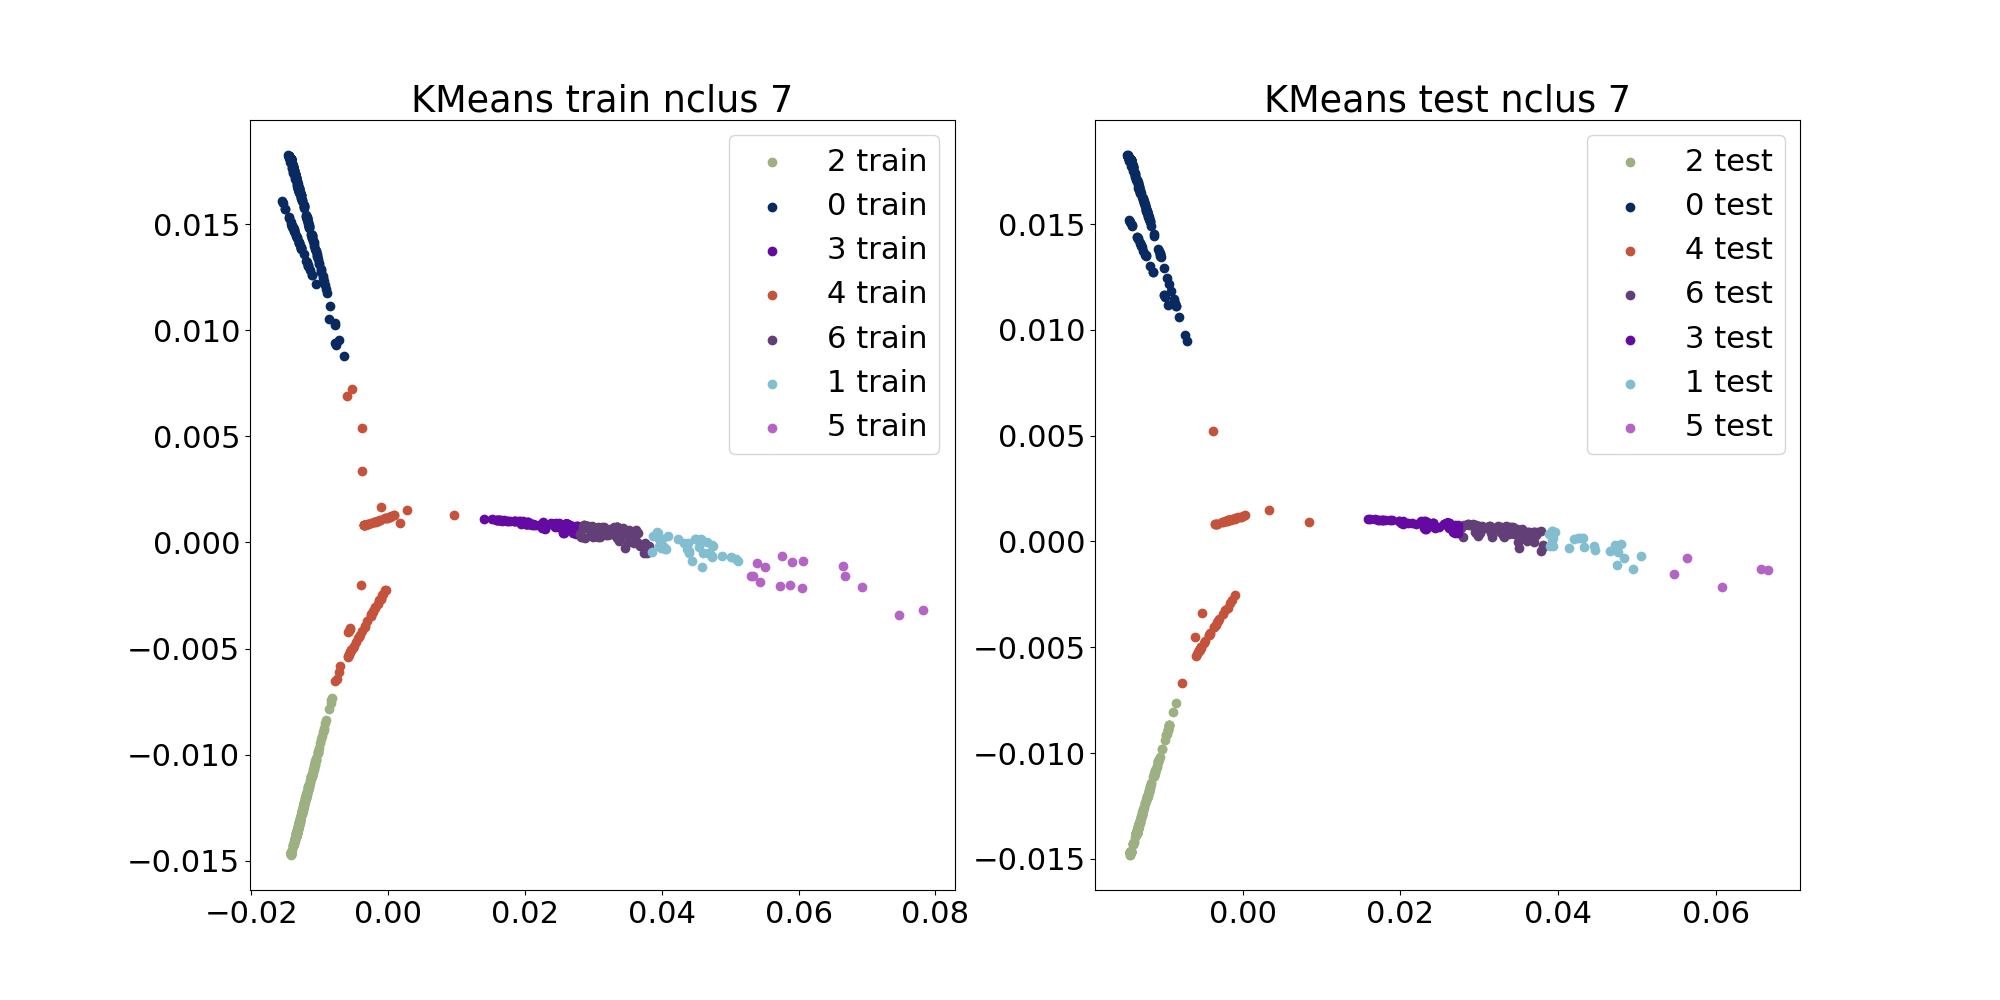 KMeans train nclus 7
2 train
0 train
3 train
4 train
6 train
1 train
5 train
0.015
0.010
0.005
0.000
−0.005
−0.010
−0.015
−0.02 0.00 0.02 0.04 0.06 0.08
KMeans test nclus 7
2 test
0 test
4 test
6 test
3 test
1 test
5 test
0.015
0.010
0.005
0.000
−0.005
−0.010
−0.015
0.00 0.02 0.04 0.06